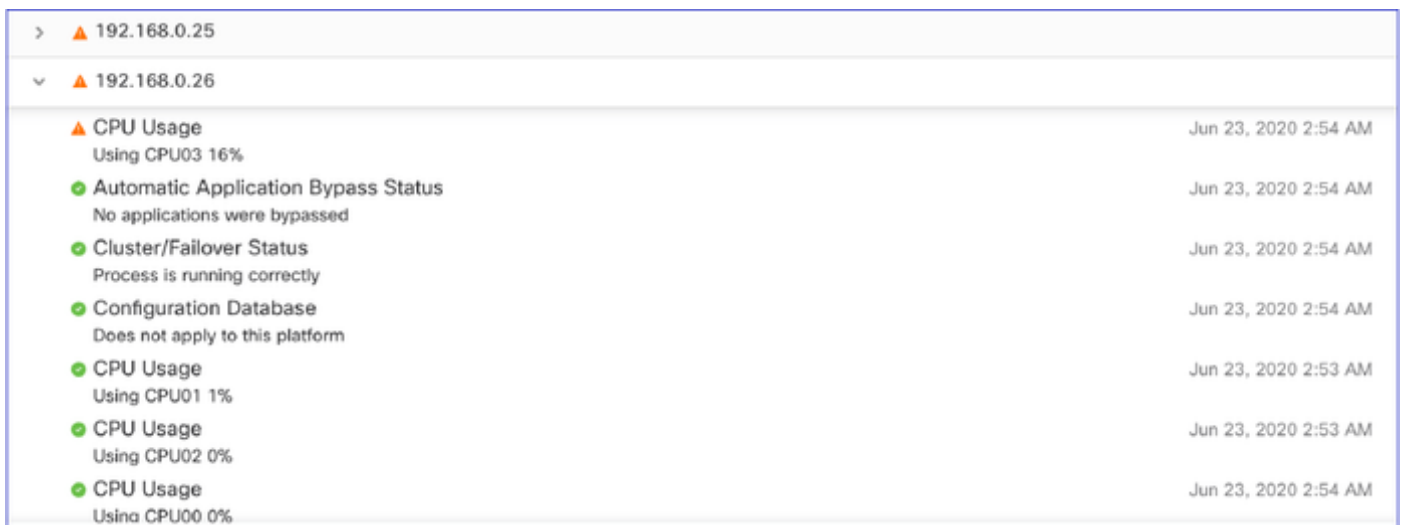 192.168.0.25
192.168.0.26
CPU Usage Jun 23, 2020 2:54 AM
Using CPU03 16%
Automatic Application Bypass Status Jun 23, 2020 2:54 AM
No applications were bypassed
Cluster/Failover Status Jun 23, 2020 2:54 AM
Process is running correctly
Configuration Database Jun 23, 2020 2:54 AM
Does not apply to this platform
CPU Usage Jun 23, 2020 2:53 AM
Using CPU01 1%
CPU Usage Jun 23, 2020 2:53 AM
Using CPU02 0%
CPU Usage Jun 23, 2020 2:54 AM
Using CPU00 0%